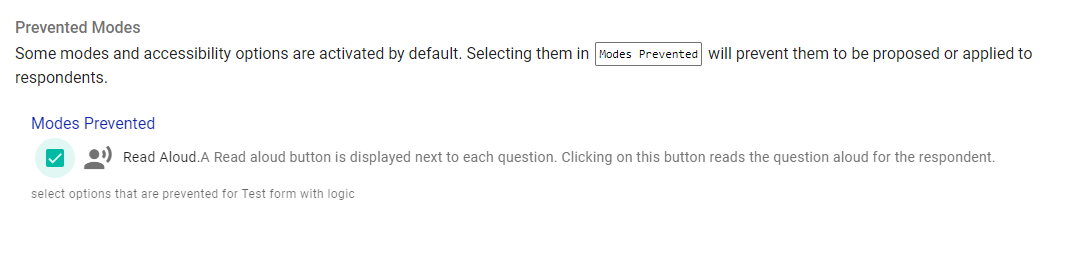 Prevented Modes
Some modes and accessibility options are activated by default. Selecting them in Modes Prevented will prevent them to be proposed or applied to
respondents.
Modes Prevented
Read Aloud.A Read aloud button is displayed next to each question. Clicking on this button reads the question aloud for the respondent.
select options that are prevented for Test form with logic